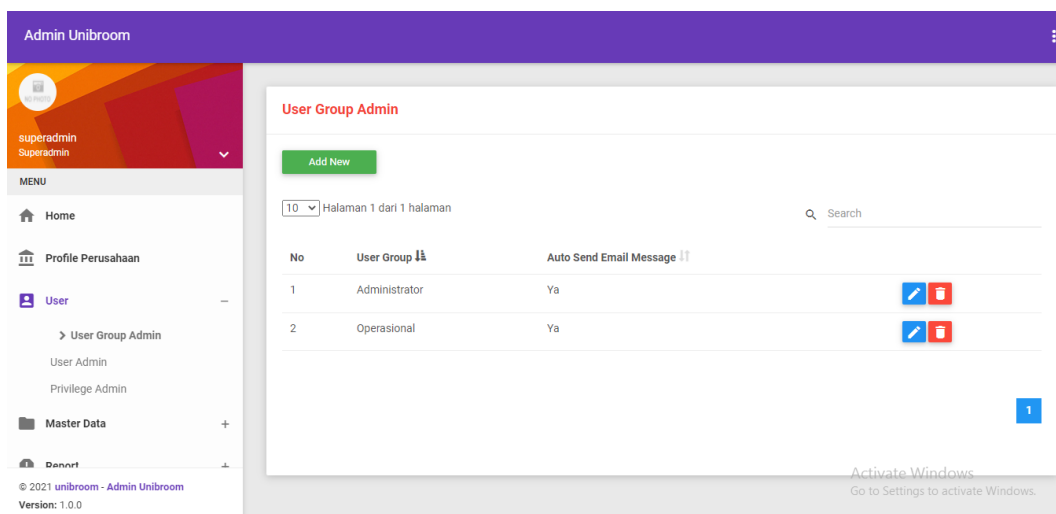 Admin Unibroom
NO PHOTO
superadmin
Superadmin
MENU
Home
Profile Perusahaan
User
User Group Admin
User Admin
Privilege Admin
Master Data
Report
© 2021 unibroom - Admin Unibroom
Version: 1.0.0
User Group Admin
Add New
10 Halaman 1 dari 1 halaman
Search
No User Group Auto Send Email Message
1 Administrator Ya
2 Operasional Ya
1
Activate Windows
Go to Settings to activate Windows.